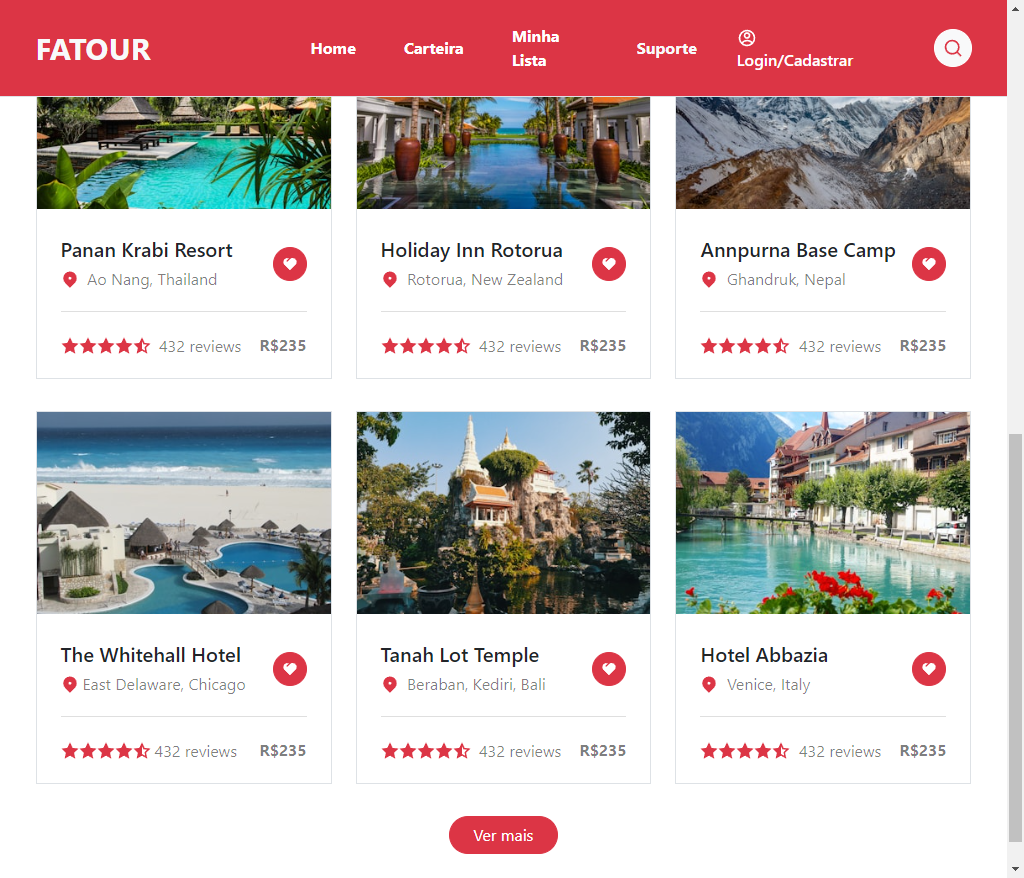 FATOUR
Home
Carteira
Minha
Lista
Suporte
Login/Cadastrar
Panan Krabi Resort
Ao Nang, Thailand
432 reviews R$235
Holiday Inn Rotorua
Rotorua, New Zealand
432 reviews R$235
Annpurna Base Camp
Ghandruk, Nepal
432 reviews R$235
The Whitehall Hotel
East Delaware, Chicago
432 reviews R$235
Tanah Lot Temple
Beraban, Kediri, Bali
432 reviews R$235
Hotel Abbazia
Venice, Italy
432 reviews R$235
Ver mais